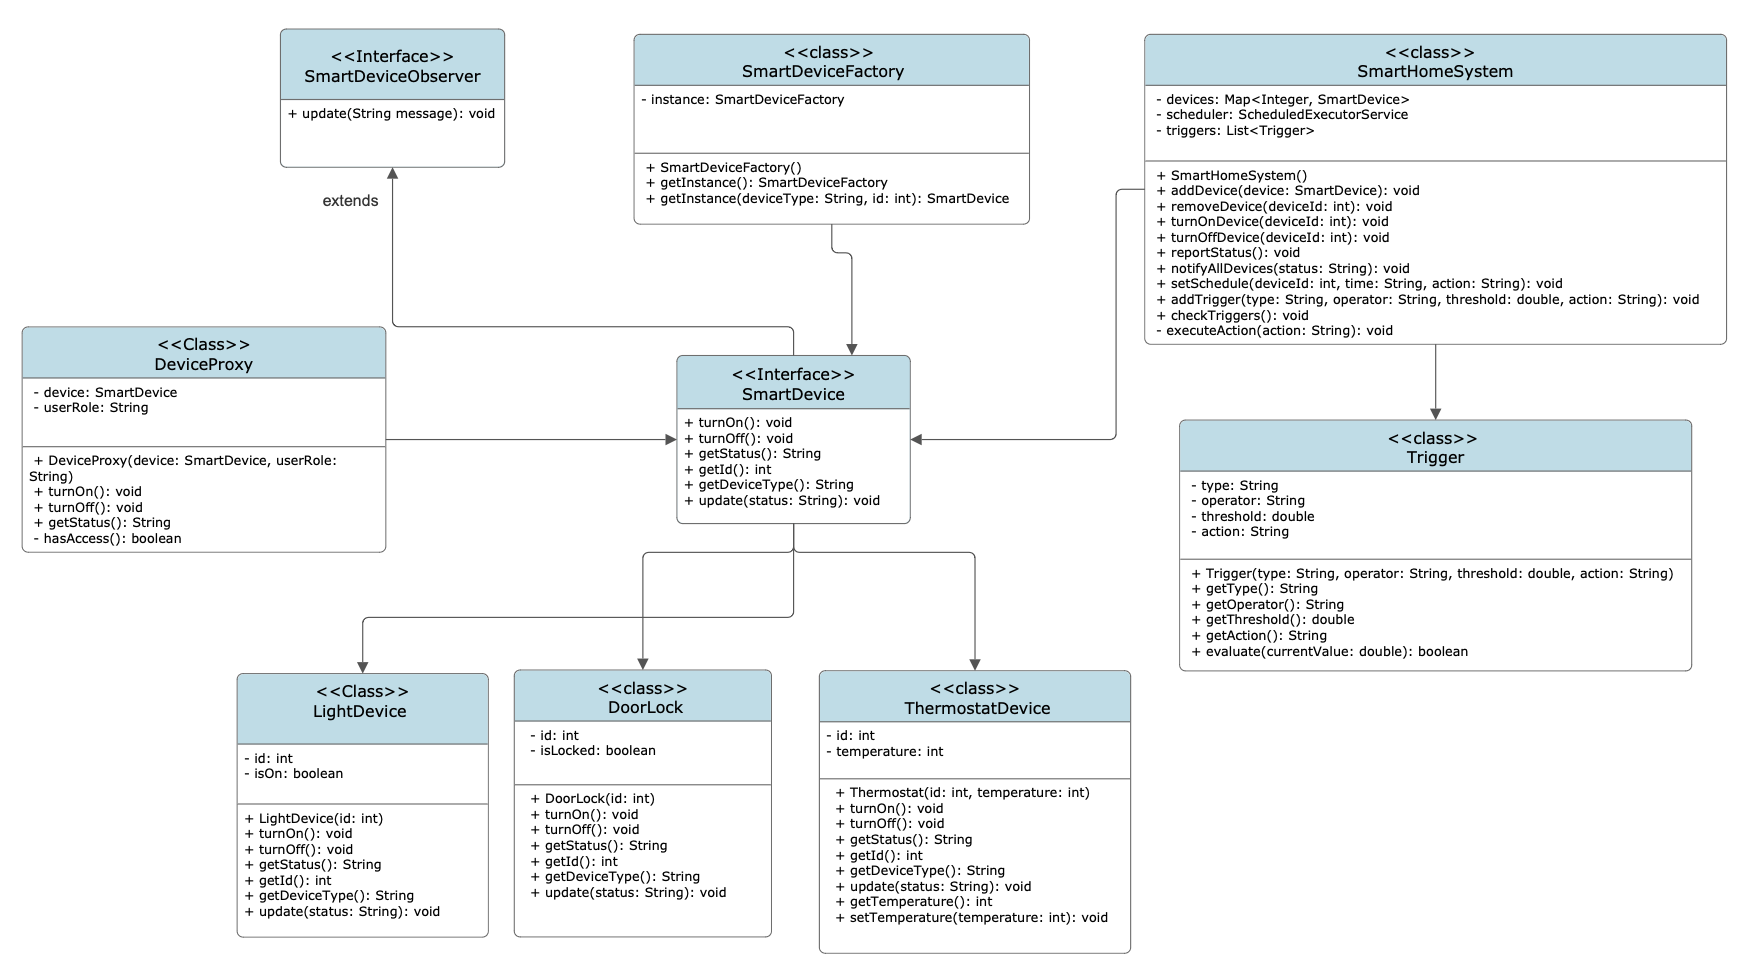 <<Interface>>
SmartDeviceObserver
+ update(String message): void
extends
<<class>>
SmartDeviceFactory
- instance: SmartDeviceFactory
+ SmartDeviceFactory()
+ getInstance(): SmartDeviceFactory
+ getInstance(deviceType: String, id: int): SmartDevice
<<class>>
SmartHomeSystem
- devices: Map<Integer, SmartDevice>
- scheduler: ScheduledExecutorService
- triggers: List<Trigger>
+ SmartHomeSystem()
+ addDevice(device: SmartDevice): void
+ removeDevice(deviceId: int): void
+ turnOnDevice(deviceId: int): void
+ turnOffDevice(deviceId: int): void
+ reportStatus(): void
+ notifyAllDevices(status: String): void
+ setSchedule(deviceId: int, time: String, action: String): void
+ addTrigger(type: String, operator: String, threshold: double, action: String): void
+ checkTriggers(): void
- executeAction(action: String): void
<<Class>>
DeviceProxy
- device: SmartDevice
- userRole: String
+ DeviceProxy(device: SmartDevice, userRole:
String)
+ turnOn(): void
+ turnOff(): void
+ getStatus(): String
- hasAccess(): boolean
<<Interface>>
SmartDevice
+ turnOn(): void
+ turnOff(): void
+ getStatus(): String
+ getId(): int
+ getDeviceType(): String
+ update(status: String): void
<<class>>
Trigger
- type: String
- operator: String
- threshold: double
- action: String
+ Trigger(type: String, operator: String, threshold: double, action: String)
+ getType(): String
+ getOperator(): String
+ getThreshold(): double
+ getAction(): String
+ evaluate(currentValue: double): boolean
<<Class>>
LightDevice
- id: int
- isOn: boolean
+ LightDevice(id: int)
+ turnOn(): void
+ turnOff(): void
+ getStatus(): String
+ getId(): int
+ getDeviceType(): String
+ update(status: String): void
<<class>>
DoorLock
- id: int
- isLocked: boolean
+ DoorLock(id: int)
+ turnOn(): void
+ turnOff(): void
+ getStatus(): String
+ getId(): int
+ getDeviceType(): String
+ update(status: String): void
<<class>>
ThermostatDevice
- id: int
- temperature: int
+ Thermostat(id: int, temperature: int)
+ turnOn(): void
+ turnOff(): void
+ getStatus(): String
+ getId(): int
+ getDeviceType(): String
+ update(status: String): void
+ getTemperature(): int
+ setTemperature(temperature: int): void